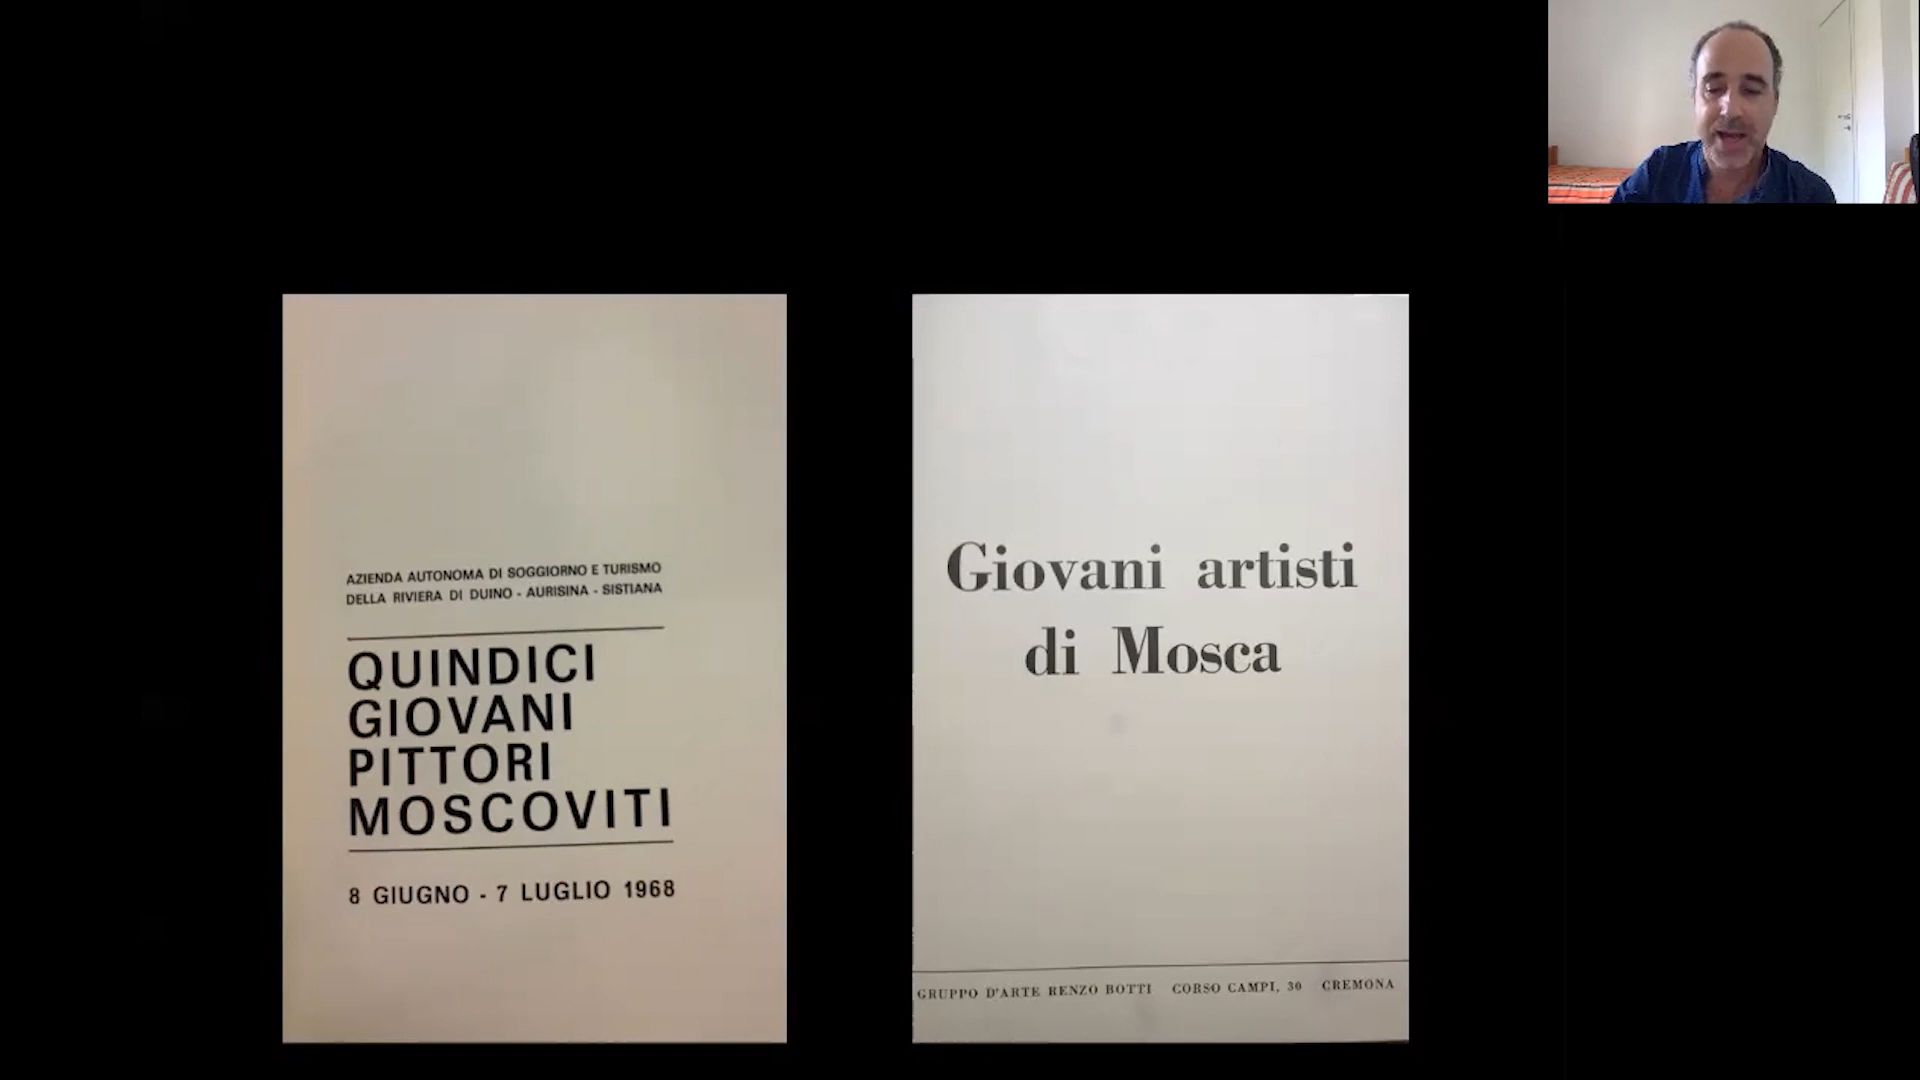 AZIENDA AUTONOMA DI SOGGIORNO E TURISMO
DELLA RIVIERA DI DUINO - AURISINA - SISTIANA
QUINDICI
GIOVANI
PITTORI
MOSCOVITI
8 GIUGNO - 7 LUGLIO 1968
Giovani artisti
di Mosca
GRUPPO D'ARTE RENZO BOTTI CORSO CAMPI, 30 CREMONA